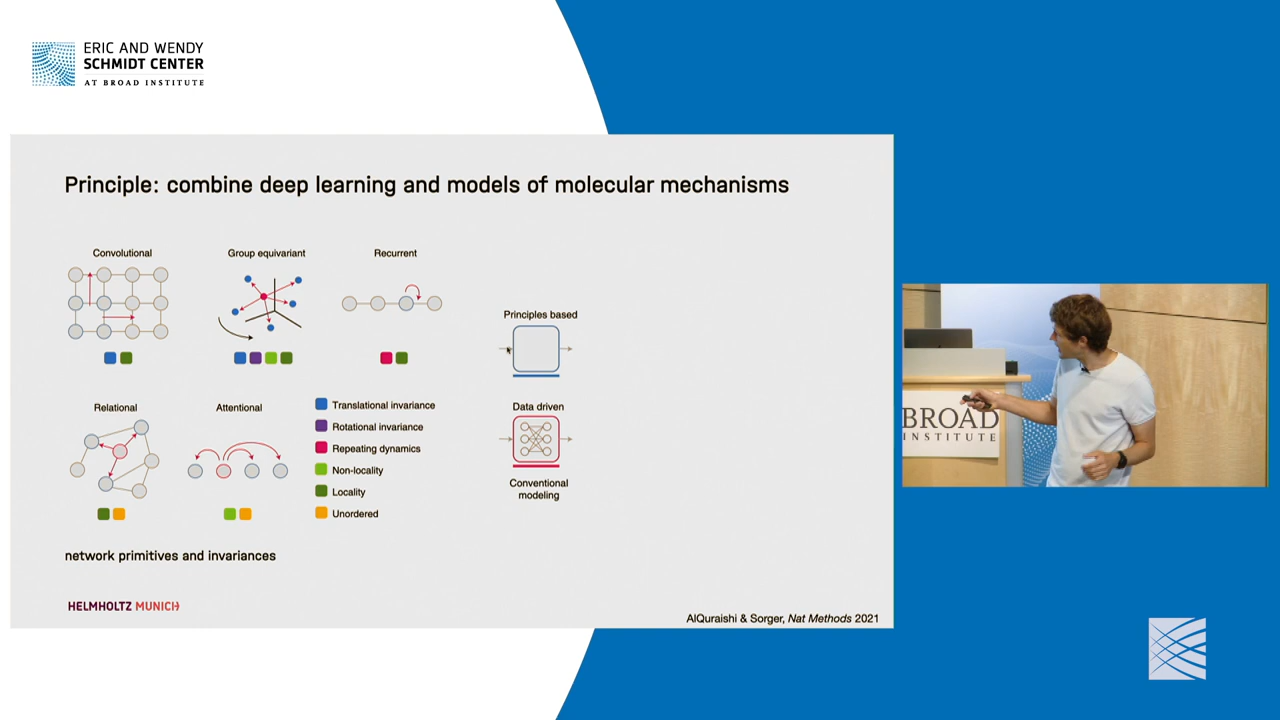 ERIC AND WENDY
SCHMIDT CENTER
AT BROAD INSTITUTE
Principle: combine deep learning and models of molecular mechanisms
Convolutional
Group equivariant
Recurrent
Principles based
Relational
Attentional
Translational invariance
Rotational invariance
Repeating dynamics
Non-locality
Locality
Unordered
Data driven
Conventional
modeling
network primitives and invariances
HELMHOLTZ MUNICH
AlQuraishi & Sorger, Nat Methods 2021
BROAD
INSTITUTE